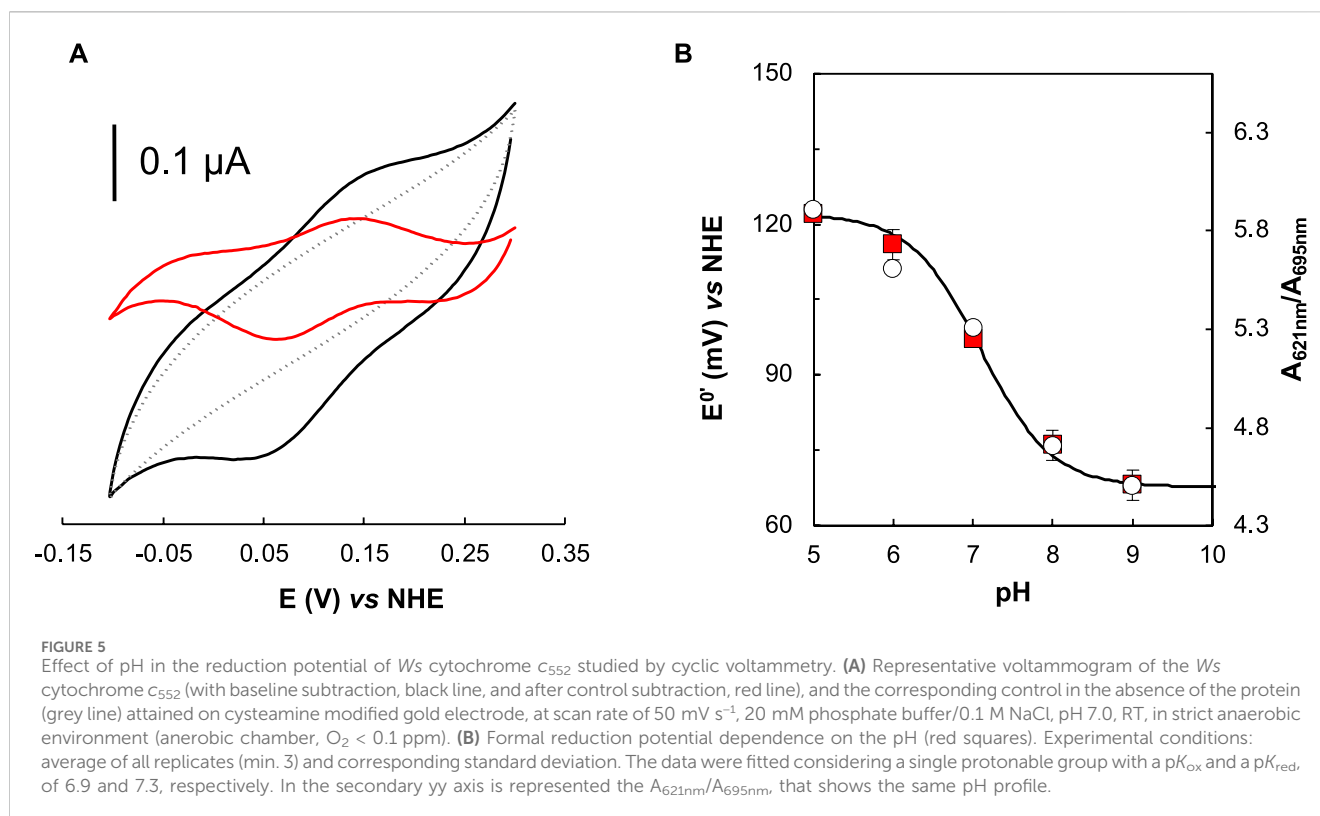 A
0.1 µA
-0.15 -0.05 0.05 0.15 0.25 0.35
E (V) vs NHE
B
150
120
90
60
E0' (mV) vs NHE
5 6 7 8 9 10
pH
6.3
5.8
5.3
4.8
4.3
A621nm/A695nm
FIGURE 5
Effect of pH in the reduction potential of Ws cytochrome c552 studied by cyclic voltammetry. (A) Representative voltammogram of the Ws
cytochrome c552 (with baseline subtraction, black line, and after control subtraction, red line), and the corresponding control in the absence of the protein
(grey line) attained on cysteamine modified gold electrode, at scan rate of 50 mV s−1, 20 mM phosphate buffer/0.1 M NaCl, pH 7.0, RT, in strict anaerobic
environment (anerobic chamber, O2 < 0.1 ppm). (B) Formal reduction potential dependence on the pH (red squares). Experimental conditions:
average of all replicates (min. 3) and corresponding standard deviation. The data were fitted considering a single protonable group with a pKox and a pKred,
of 6.9 and 7.3, respectively. In the secondary yy axis is represented the A621nm/A695nm, that shows the same pH profile.